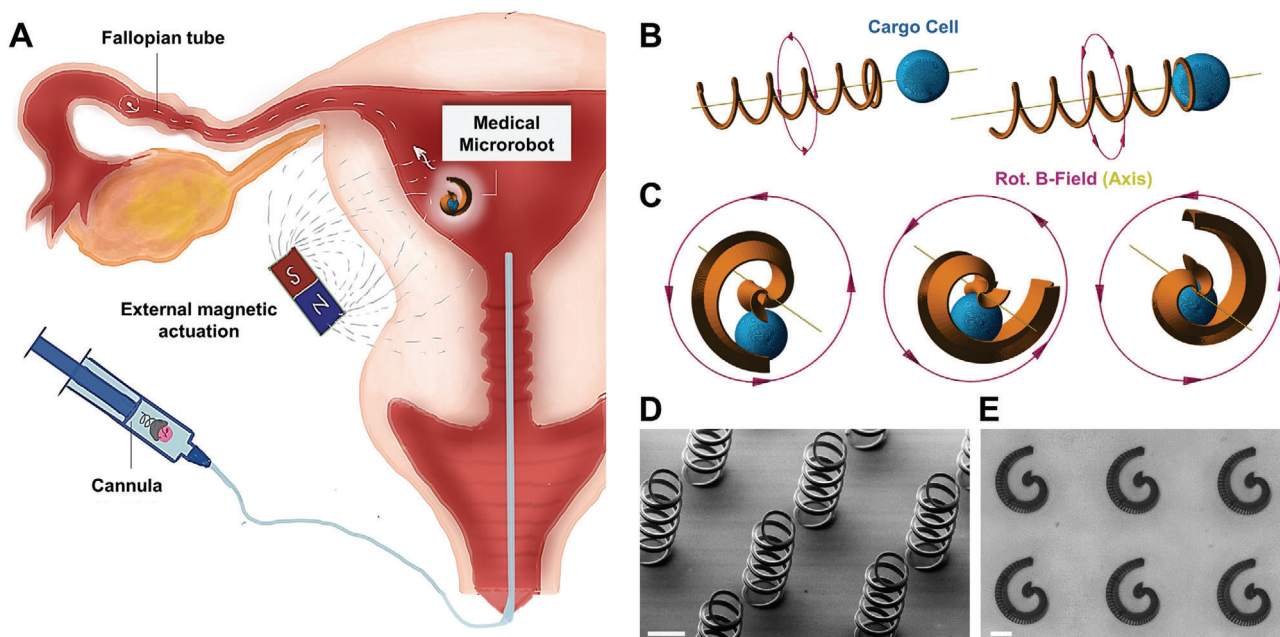 A
Fallopian tube
Medical
Microrobot
S
N
External magnetic
actuation
Cannula
B
Cargo Cell
Rot. B-Field (Axis)
C
D
E